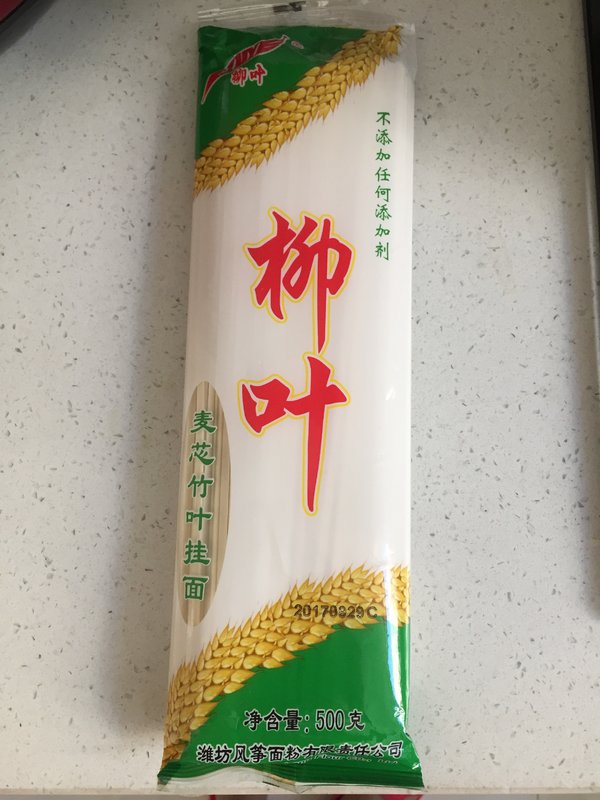 柳叶
不添加任何添加剂
柳叶
麦芯竹叶挂面
20170829C
净含量:500克
潍坊风筝面粉有限责任公司